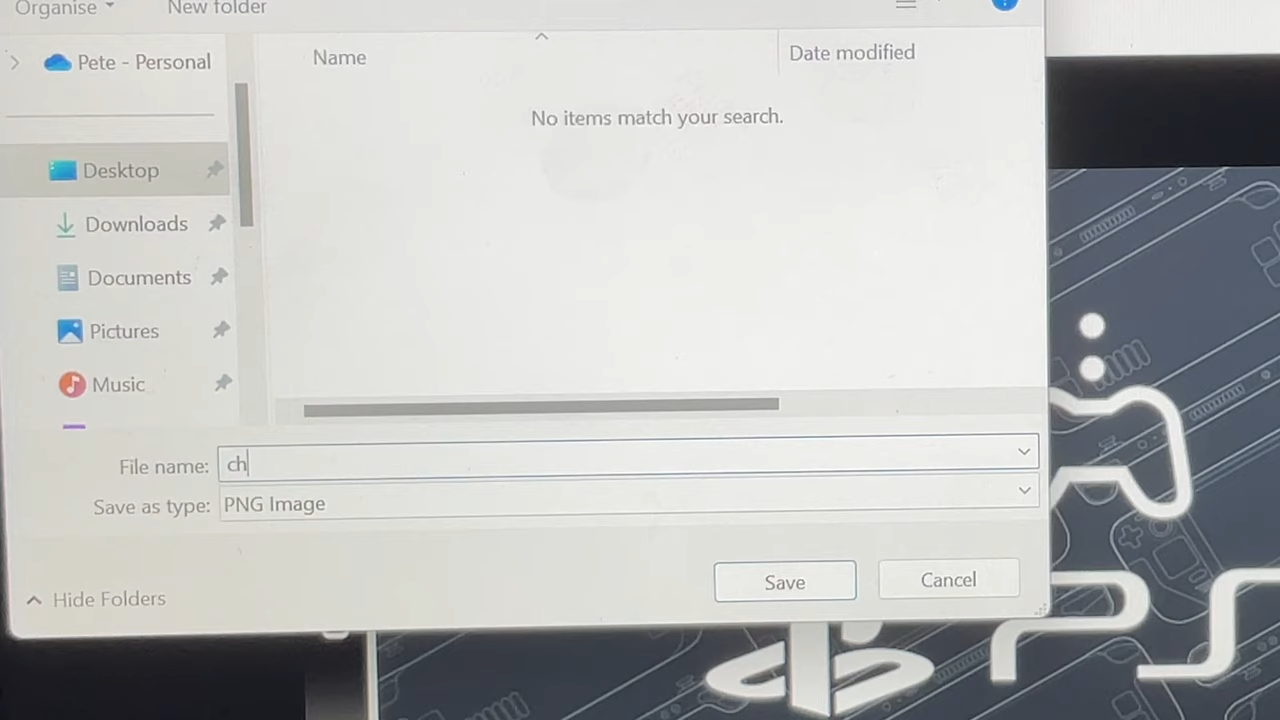 Organise
New folder
Pete - Personal
Name
Date modified
No items match your search.
Desktop
Downloads
Documents
Pictures
Music
File name: ch
Save as type: PNG Image
Save
Cancel
Hide Folders
PS